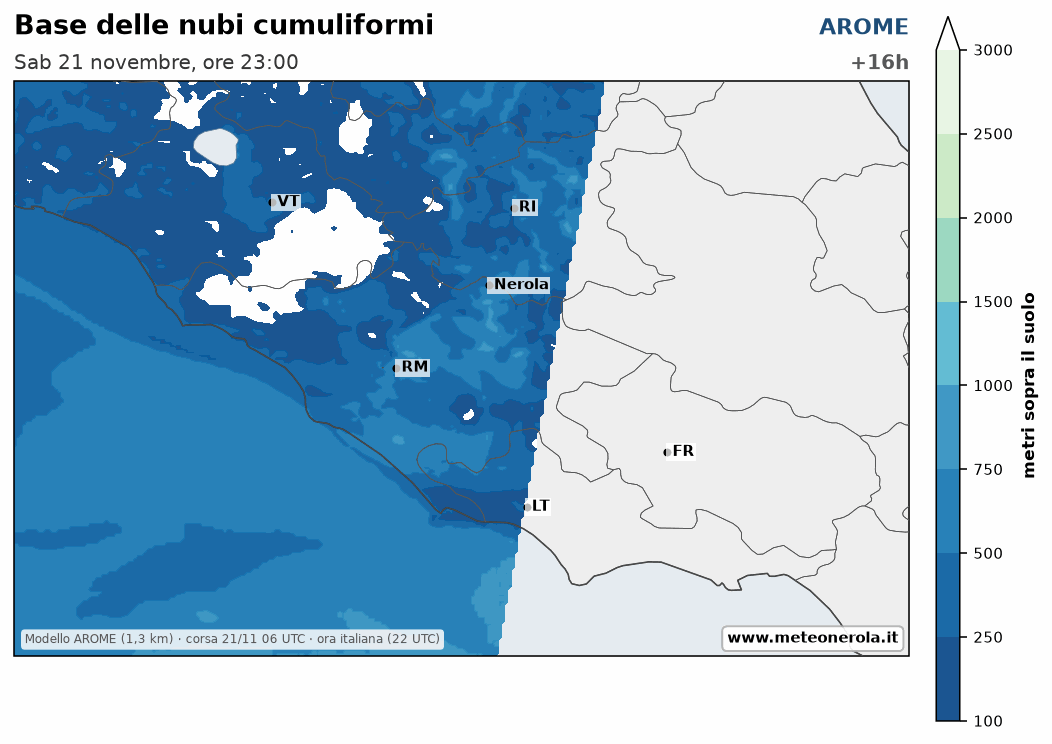 Base delle nubi cumuliformi
AROME
Sab 21 novembre, ore 23:00
+16h
3000
2500
2000
1500
1000
750
500
250
100
metri sopra il suolo
VT
RI
Nerola
RM
FR
LT
Modello AROME (1,3 km) · corsa 21/11 06 UTC · ora italiana (22 UTC)
www.meteonerola.it